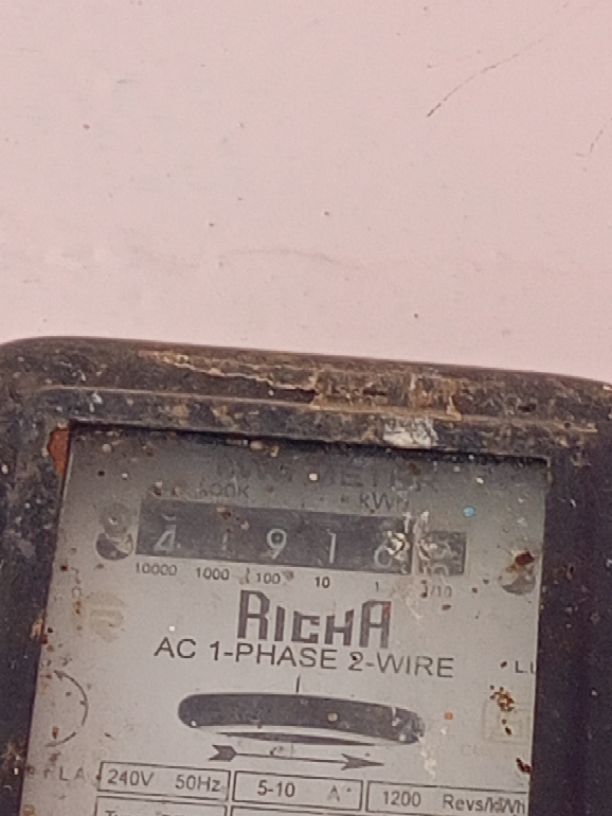 kWh
4 1 9 1 6
10000 1000 100 10 1 1/10
RICHA
AC 1-PHASE 2-WIRE
240V 50Hz 5-10 A 1200 Revs/kWh